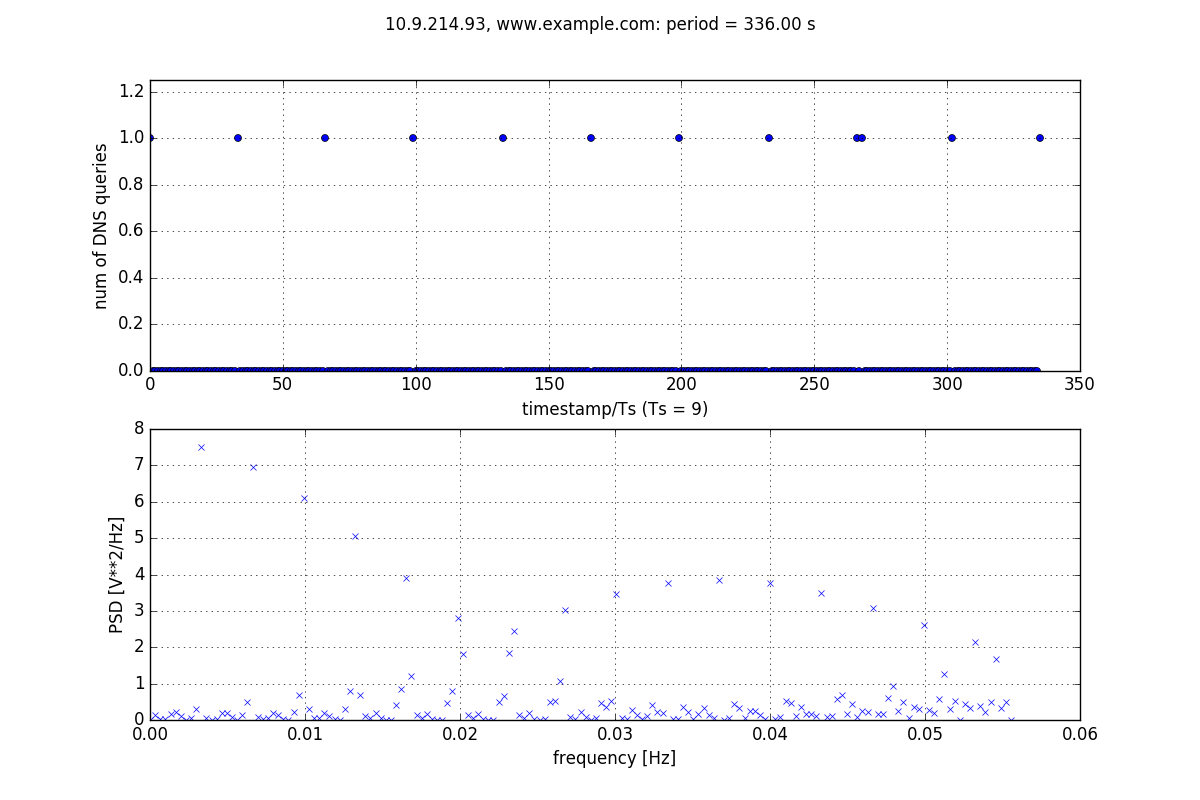 10.9.214.93, www.example.com: period = 336.00 s
1.2
1.0
0.8
0.6
0.4
0.2
0.0
num of DNS queries
0 50 100 150 200 250 300 350
timestamp/Ts (Ts = 9)
8
7
6
5
4
3
2
1
0
PSD [V**2/Hz]
0.00 0.01 0.02 0.03 0.04 0.05 0.06
frequency [Hz]